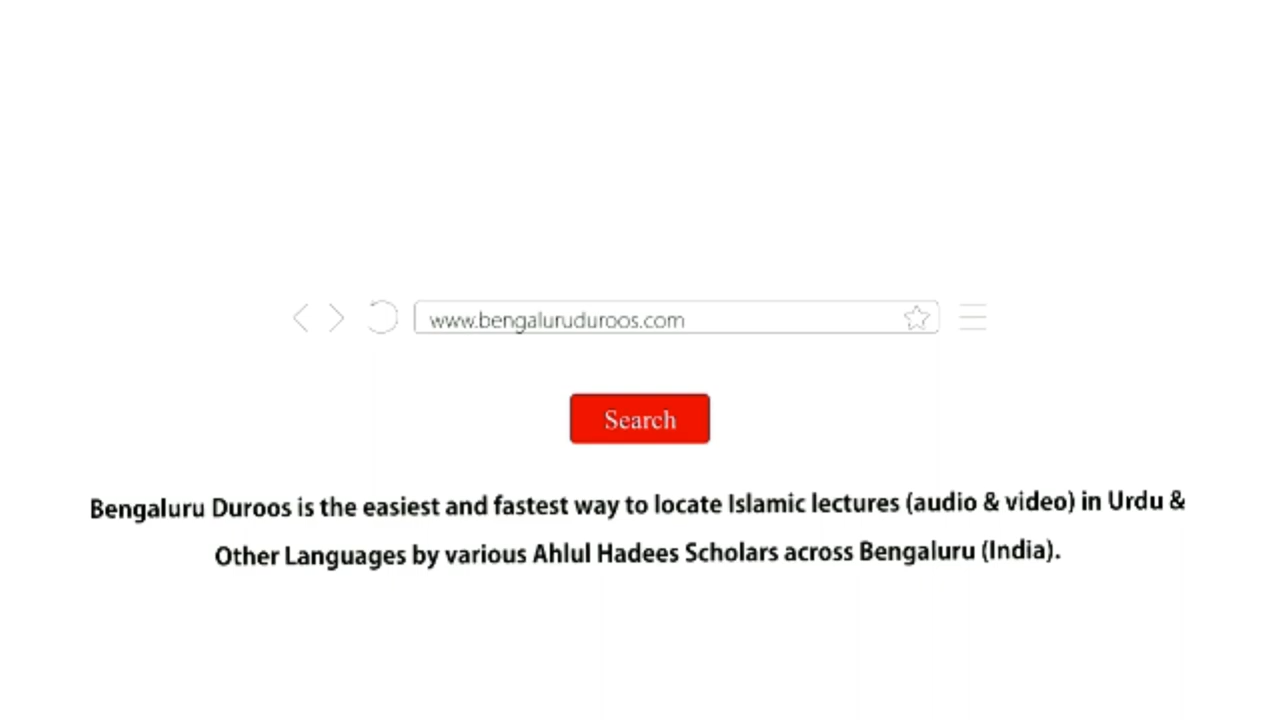 www.bengaluruduroos.com
Search
Bengaluru Duroos is the easiest and fastest way to locate Islamic lectures (audio & video) in Urdu &
Other Languages by various Ahlul Hadees Scholars across Bengaluru (India).